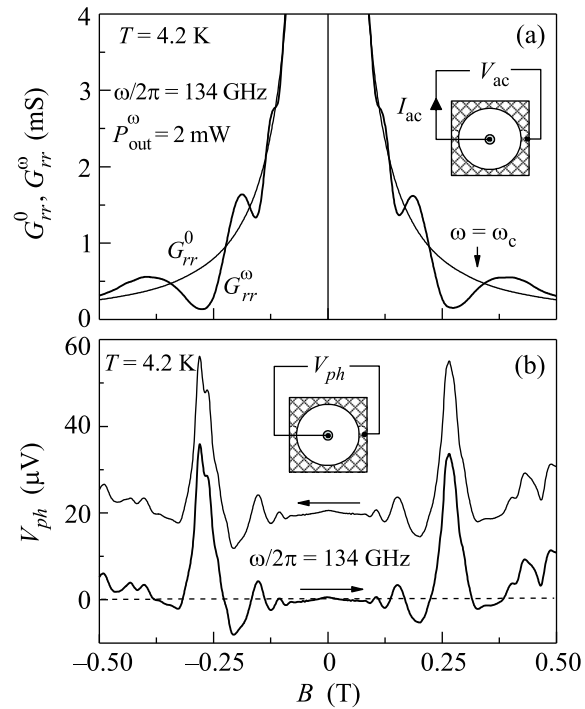 (a)
T = 4.2 K
ω/2π = 134 GHz
P^ω_out = 2 mW
I_ac
V_ac
G^0_rr
G^ω_rr
ω = ω_c
G^0_rr, G^ω_rr (mS)
4
3
2
1
0
(b)
T = 4.2 K
V_ph
ω/2π = 134 GHz
V_ph (μV)
60
40
20
0
−0.50 −0.25 0 0.25 0.50
B (T)